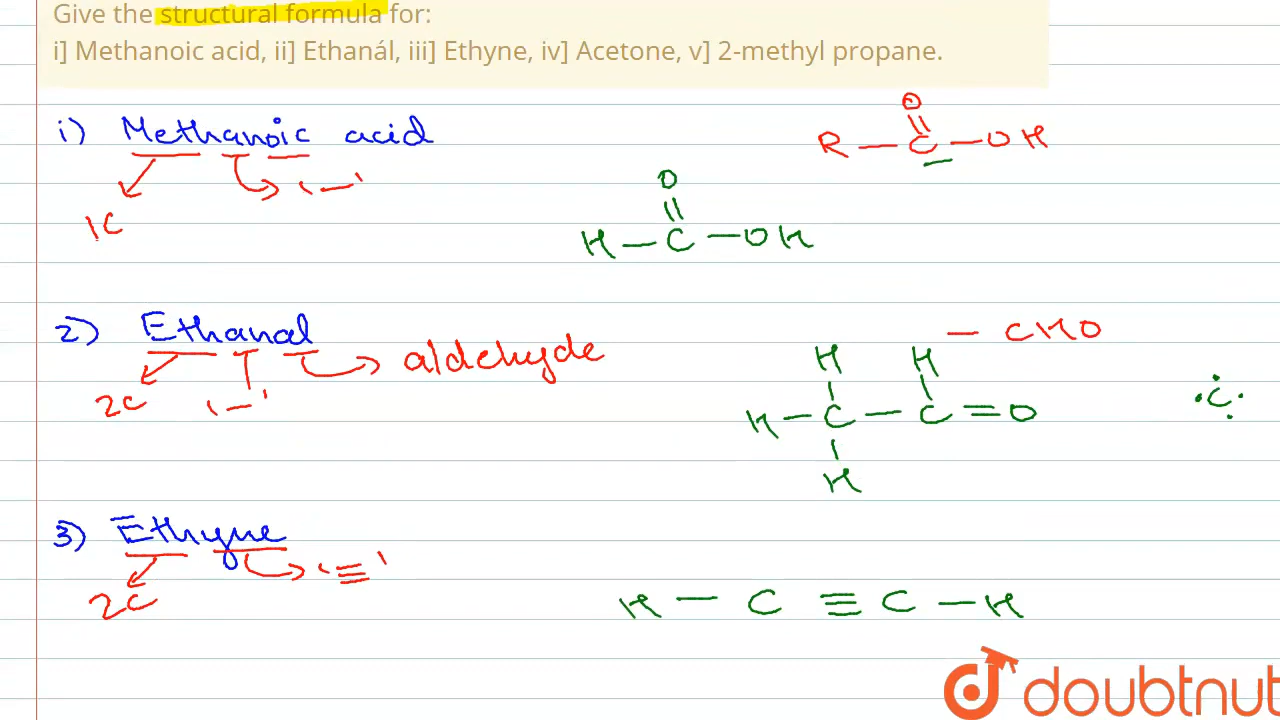 Give the structural formula for:
i] Methanoic acid, ii] Ethanál, iii] Ethyne, iv] Acetone, v] 2-methyl propane.
i) Methanoic acid
1C
'—'
O
||
R — C — OH
O
||
H — C — OH
2) Ethanal
aldehyde
2C
'—'
— CHO
H H
| |
H — C — C = O
|
H
·C·
3) Ethyne
2C
'≡'
H — C ≡ C — H
doubtnut